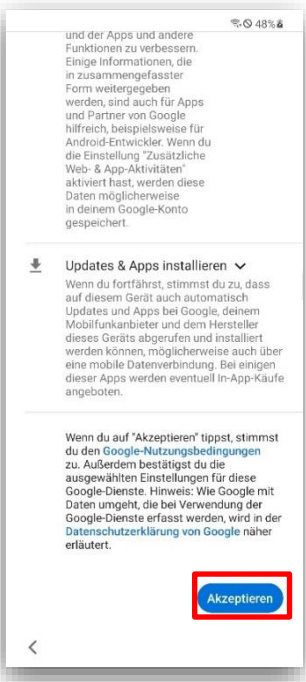 48%
und der Apps und andere
Funktionen zu verbessern.
Einige Informationen, die
in zusammengefasster
Form weitergegeben
werden, sind auch für Apps
und Partner von Google
hilfreich, beispielsweise für
Android-Entwickler. Wenn du
die Einstellung "Zusätzliche
Web- & App-Aktivitäten"
aktiviert hast, werden diese
Daten möglicherweise
in deinem Google-Konto
gespeichert.
Updates & Apps installieren
Wenn du fortfährst, stimmst du zu, dass
auf diesem Gerät auch automatisch
Updates und Apps bei Google, deinem
Mobilfunkanbieter und dem Hersteller
dieses Geräts abgerufen und installiert
werden können, möglicherweise auch über
eine mobile Datenverbindung. Bei einigen
dieser Apps werden eventuell In-App-Käufe
angeboten.
Wenn du auf "Akzeptieren" tippst, stimmst
du den Google-Nutzungsbedingungen
zu. Außerdem bestätigst du die
ausgewählten Einstellungen für diese
Google-Dienste. Hinweis: Wie Google mit
Daten umgeht, die bei Verwendung der
Google-Dienste erfasst werden, wird in der
Datenschutzerklärung von Google näher
erläutert.
Akzeptieren